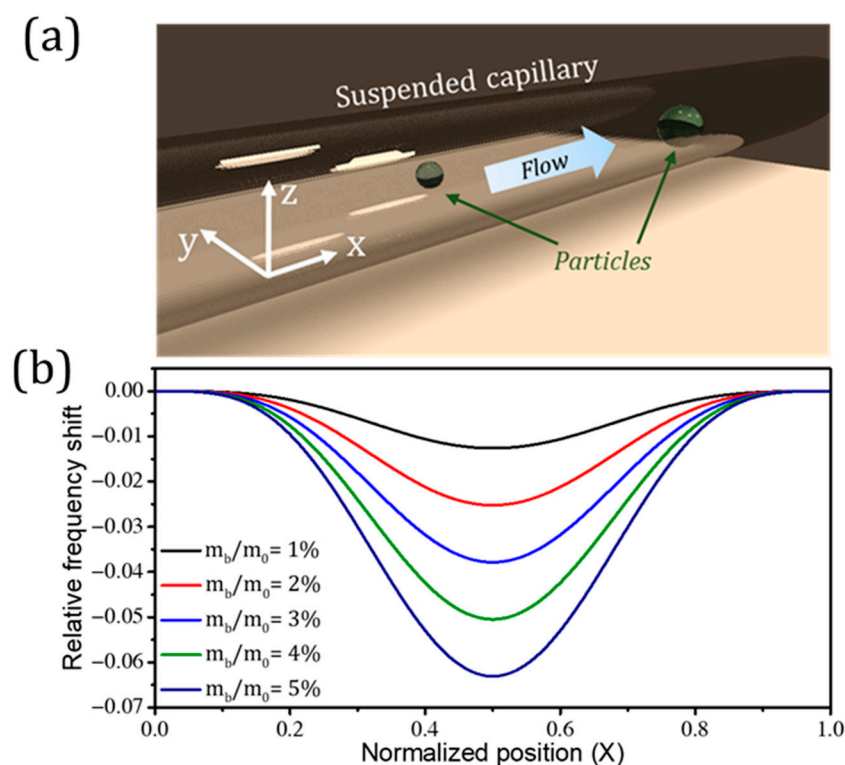 (a)
Suspended capillary
Flow
z
y
x
Particles
(b)
Relative frequency shift
0.00
−0.01
−0.02
−0.03
−0.04
−0.05
−0.06
−0.07
m_b/m_0= 1%
m_b/m_0= 2%
m_b/m_0= 3%
m_b/m_0= 4%
m_b/m_0= 5%
0.0 0.2 0.4 0.6 0.8 1.0
Normalized position (X)